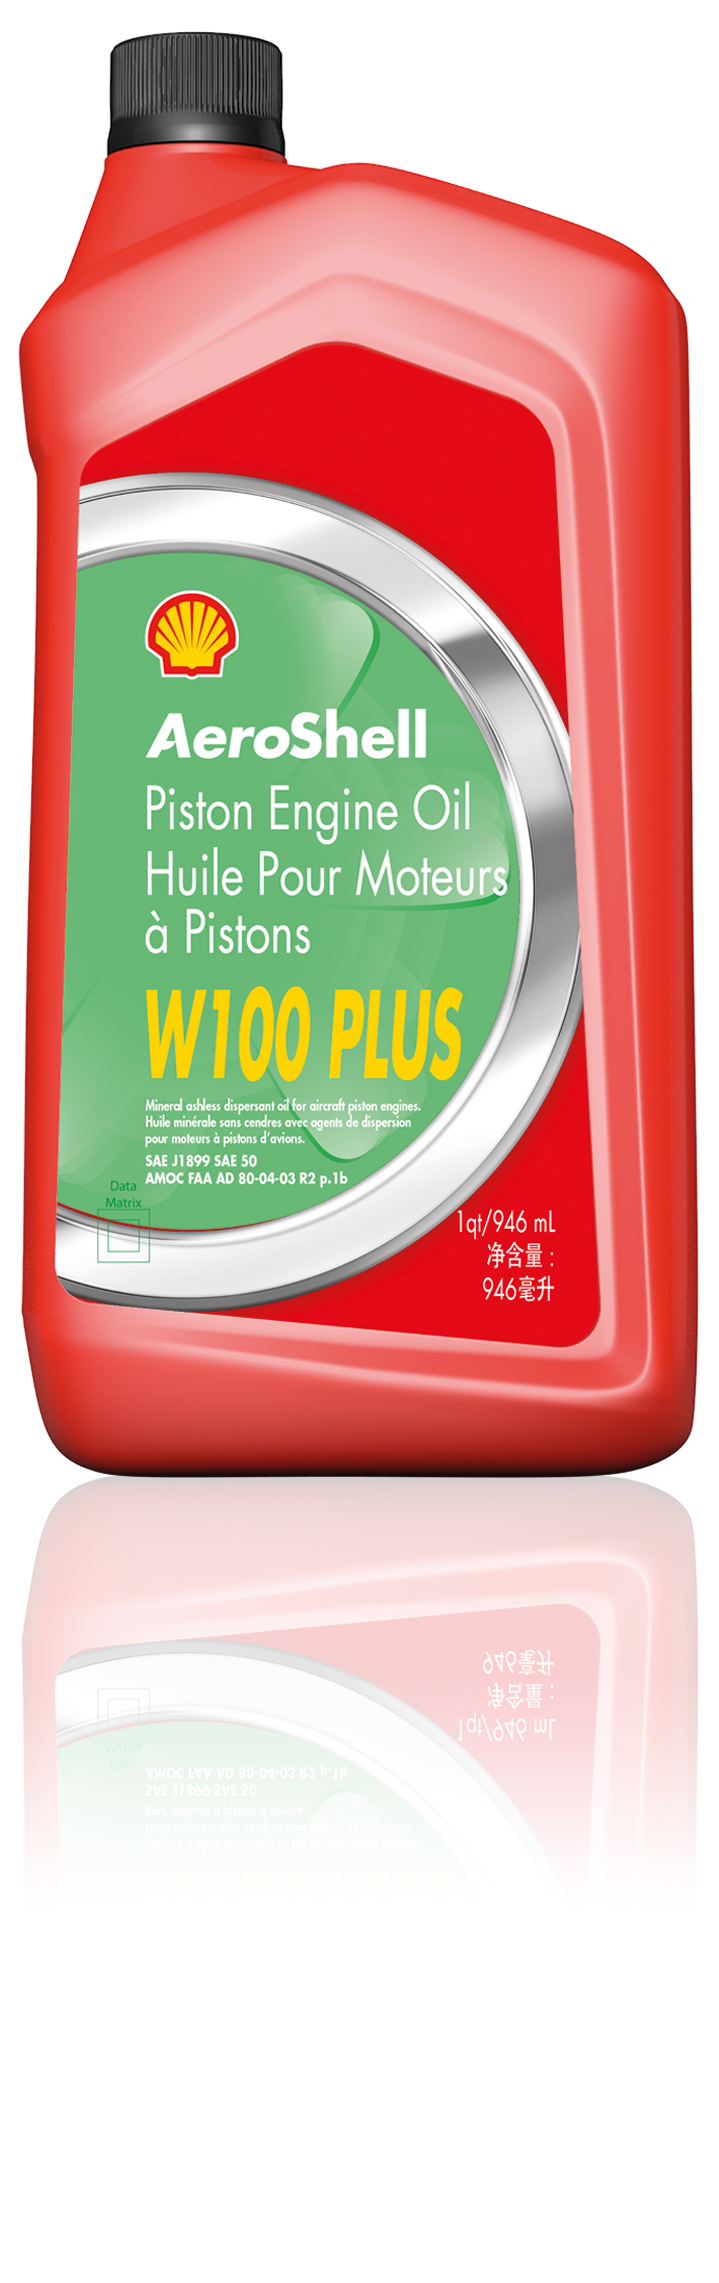 AeroShell
Piston Engine Oil
Huile Pour Moteurs
à Pistons
W100 PLUS
Mineral ashless dispersant oil for aircraft piston engines.
Huile minérale sans cendres avec agents de dispersion
pour moteurs à pistons d'avions.
SAE J1899 SAE 50
AMOC FAA AD 80-04-03 R2 p.1b
Data
Matrix
1qt/946 mL
净含量：
946毫升